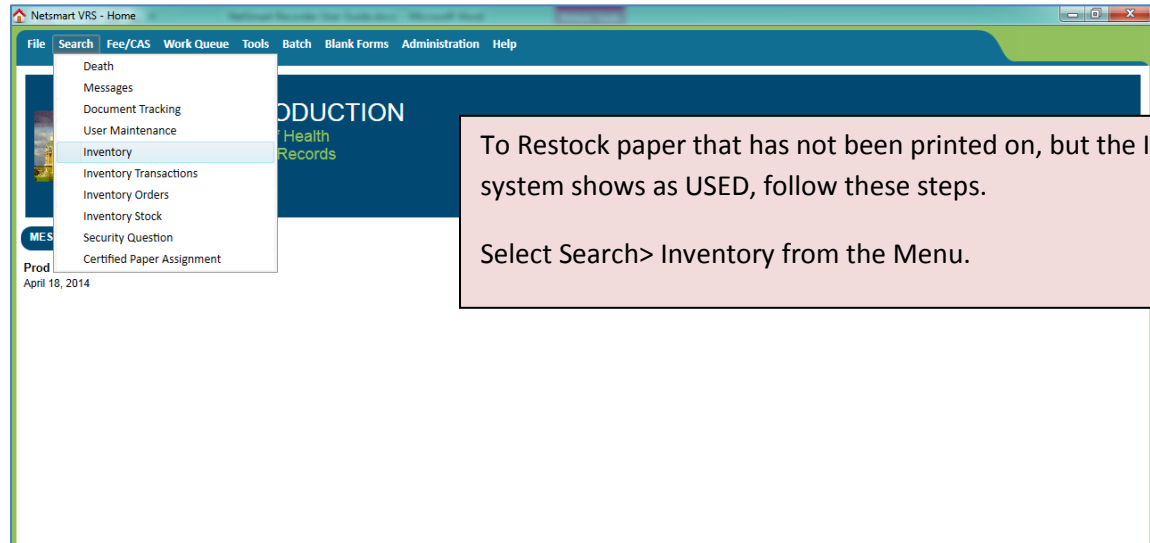 Netsmart VRS - Home
File Search Fee/CAS Work Queue Tools Batch Blank Forms Administration Help
Death
Messages
Document Tracking
User Maintenance
Inventory
Inventory Transactions
Inventory Orders
Inventory Stock
Security Question
Certified Paper Assignment
ODUCTION
Health
Records
MES
Prod
April 18, 2014
To Restock paper that has not been printed on, but the I
system shows as USED, follow these steps.
Select Search> Inventory from the Menu.